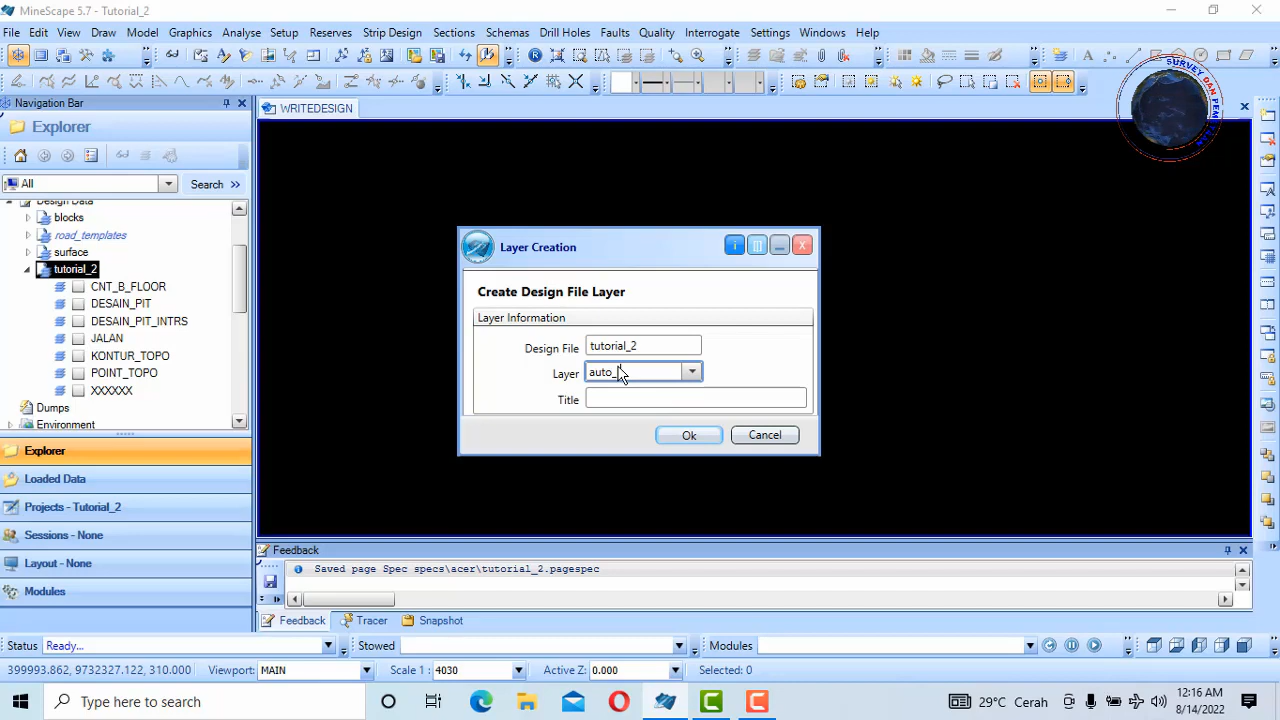 MineScape 5.7 - Tutorial_2
File Edit View Draw Model Graphics Analyse Setup Reserves Strip Design Sections Schemas Drill Holes Faults Quality Interrogate Settings Windows Help
Navigation Bar
WRITEDESIGN
Explorer
All Search
Design Data
blocks
road_templates
surface
tutorial_2
CNT_B_FLOOR
DESAIN_PIT
DESAIN_PIT_INTRS
JALAN
KONTUR_TOPO
POINT_TOPO
XXXXXX
Dumps
Environment
Explorer
Loaded Data
Projects - Tutorial_2
Sessions - None
Layout - None
Modules
Layer Creation
Create Design File Layer
Layer Information
Design File tutorial_2
Layer auto_
Title
Ok Cancel
Feedback
Saved page Spec specs\acer\tutorial_2.pagespec
Feedback Tracer Snapshot
Status Ready... Stowed Modules
399993.862, 9732327.122, 310.000 Viewport: MAIN Scale 1 : 4030 Active Z: 0.000 Selected: 0
Type here to search
29°C Cerah
12:16 AM
8/14/2022